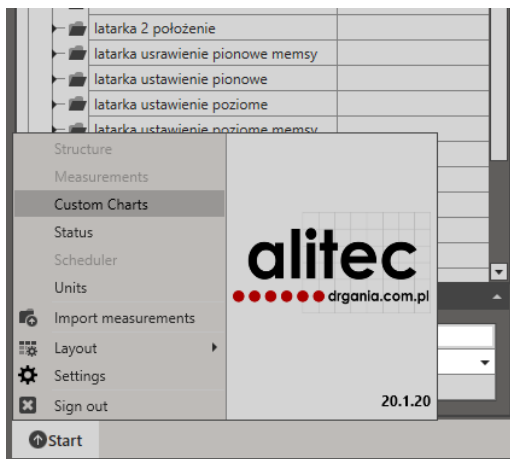 latarka 2 położenie
latarka usrawienie pionowe memsy
latarka ustawienie pionowe
latarka ustawienie poziome
latarka ustawienie poziome memsy
Structure
Measurements
Custom Charts
Status
Scheduler
Units
Import measurements
Layout
Settings
Sign out
alitec
drgania.com.pl
20.1.20
Start